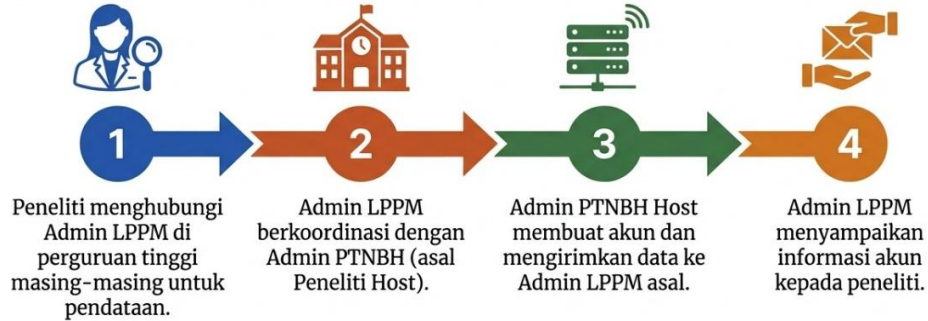 1
2
3
4
Peneliti menghubungi
Admin LPPM di
perguruan tinggi
masing-masing untuk
pendataan.
Admin LPPM
berkoordinasi dengan
Admin PTNBH (asal
Peneliti Host).
Admin PTNBH Host
membuat akun dan
mengirimkan data ke
Admin LPPM asal.
Admin LPPM
menyampaikan
informasi akun
kepada peneliti.